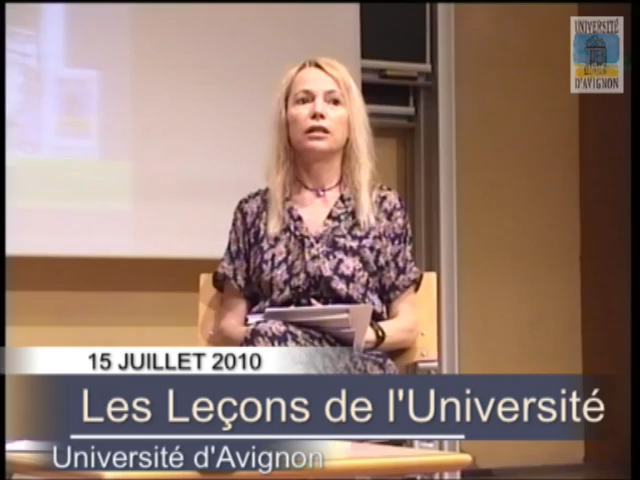 UNIVERSITÉ
D'AVIGNON
15 JUILLET 2010
Les Leçons de l'Université
Université d'Avignon